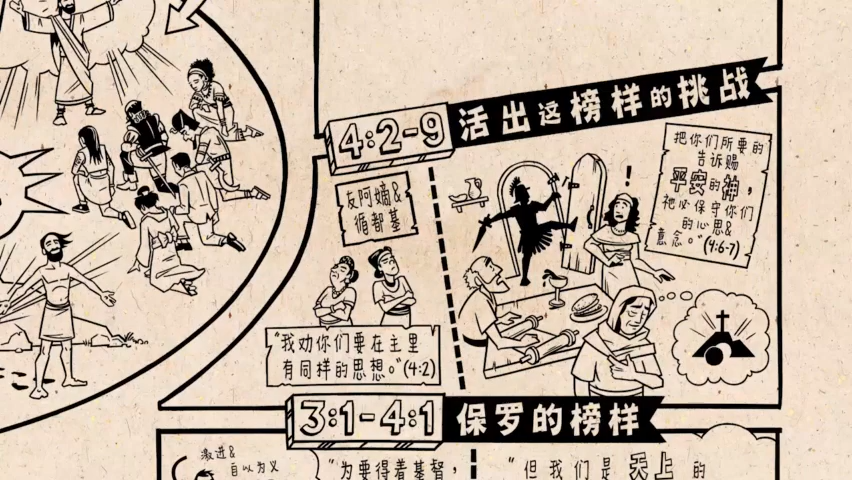 4:2-9 活出这榜样的挑战
友阿嫡&
循都基
把你们所要的
告诉赐
平安的神，
祂必保守你们
的心思&
意念。”(4:6-7)
!
“我劝你们要在主里
有同样的思想。”(4:2)
3:1-4:1 保罗的榜样
激进&
自以为义
“为要得着基督，
“但我们是天上的